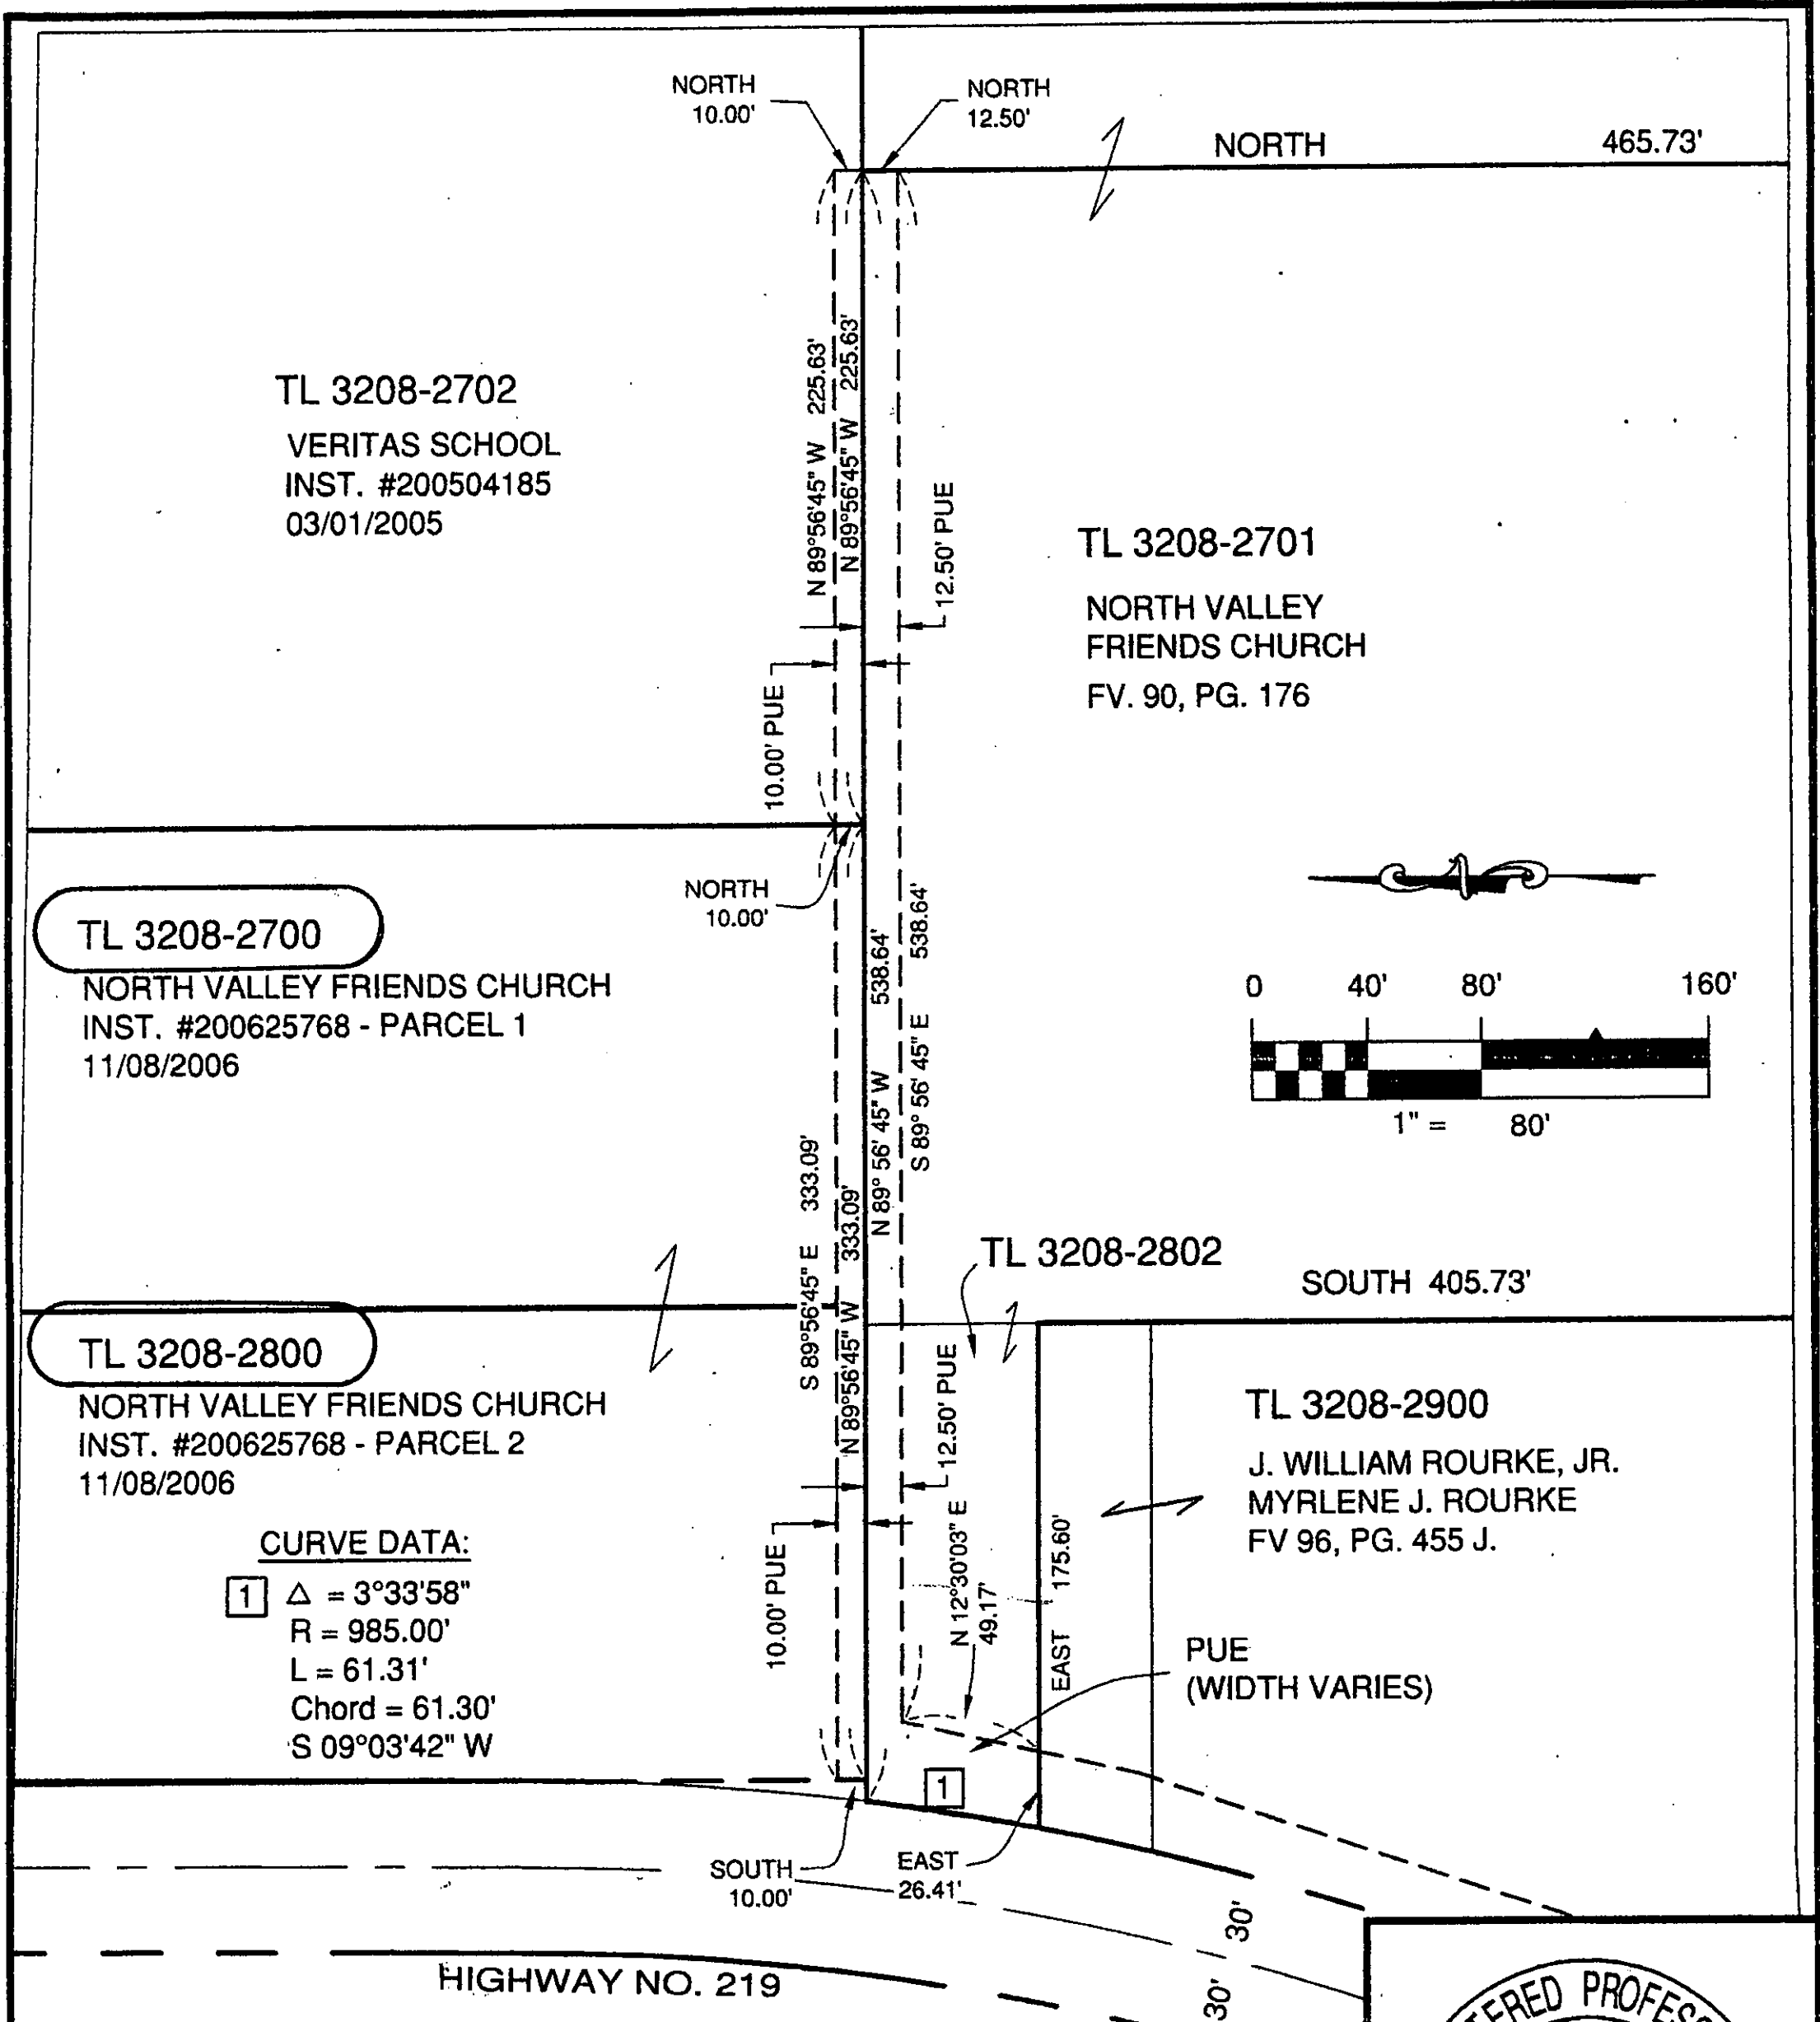 NORTH
10.00'
NORTH
12.50'
NORTH 465.73'
TL 3208-2702
VERITAS SCHOOL
INST. #200504185
03/01/2005
N 89°56'45" W 225.63'
N 89°56'45" W 225.63'
12.50' PUE
10.00' PUE
TL 3208-2701
NORTH VALLEY
FRIENDS CHURCH
FV. 90, PG. 176
NORTH
10.00'
TL 3208-2700
NORTH VALLEY FRIENDS CHURCH
INST. #200625768 - PARCEL 1
11/08/2006
N 89° 56' 45" W 538.64'
S 89° 56' 45" E 538.64'
0 40' 80' 160'
1" = 80'
S 89°56'45" E 333.09'
N 89°56'45" W 333.09'
TL 3208-2802
SOUTH 405.73'
TL 3208-2800
NORTH VALLEY FRIENDS CHURCH
INST. #200625768 - PARCEL 2
11/08/2006
12.50' PUE
10.00' PUE
N 12°30'03" E
49.17'
EAST 175.60'
TL 3208-2900
J. WILLIAM ROURKE, JR.
MYRLENE J. ROURKE
FV 96, PG. 455 J.
CURVE DATA:
1 Δ = 3°33'58"
R = 985.00'
L = 61.31'
Chord = 61.30'
S 09°03'42" W
PUE
(WIDTH VARIES)
1
SOUTH
10.00'
EAST
26.41'
30'
30'
HIGHWAY NO. 219
PROFESS